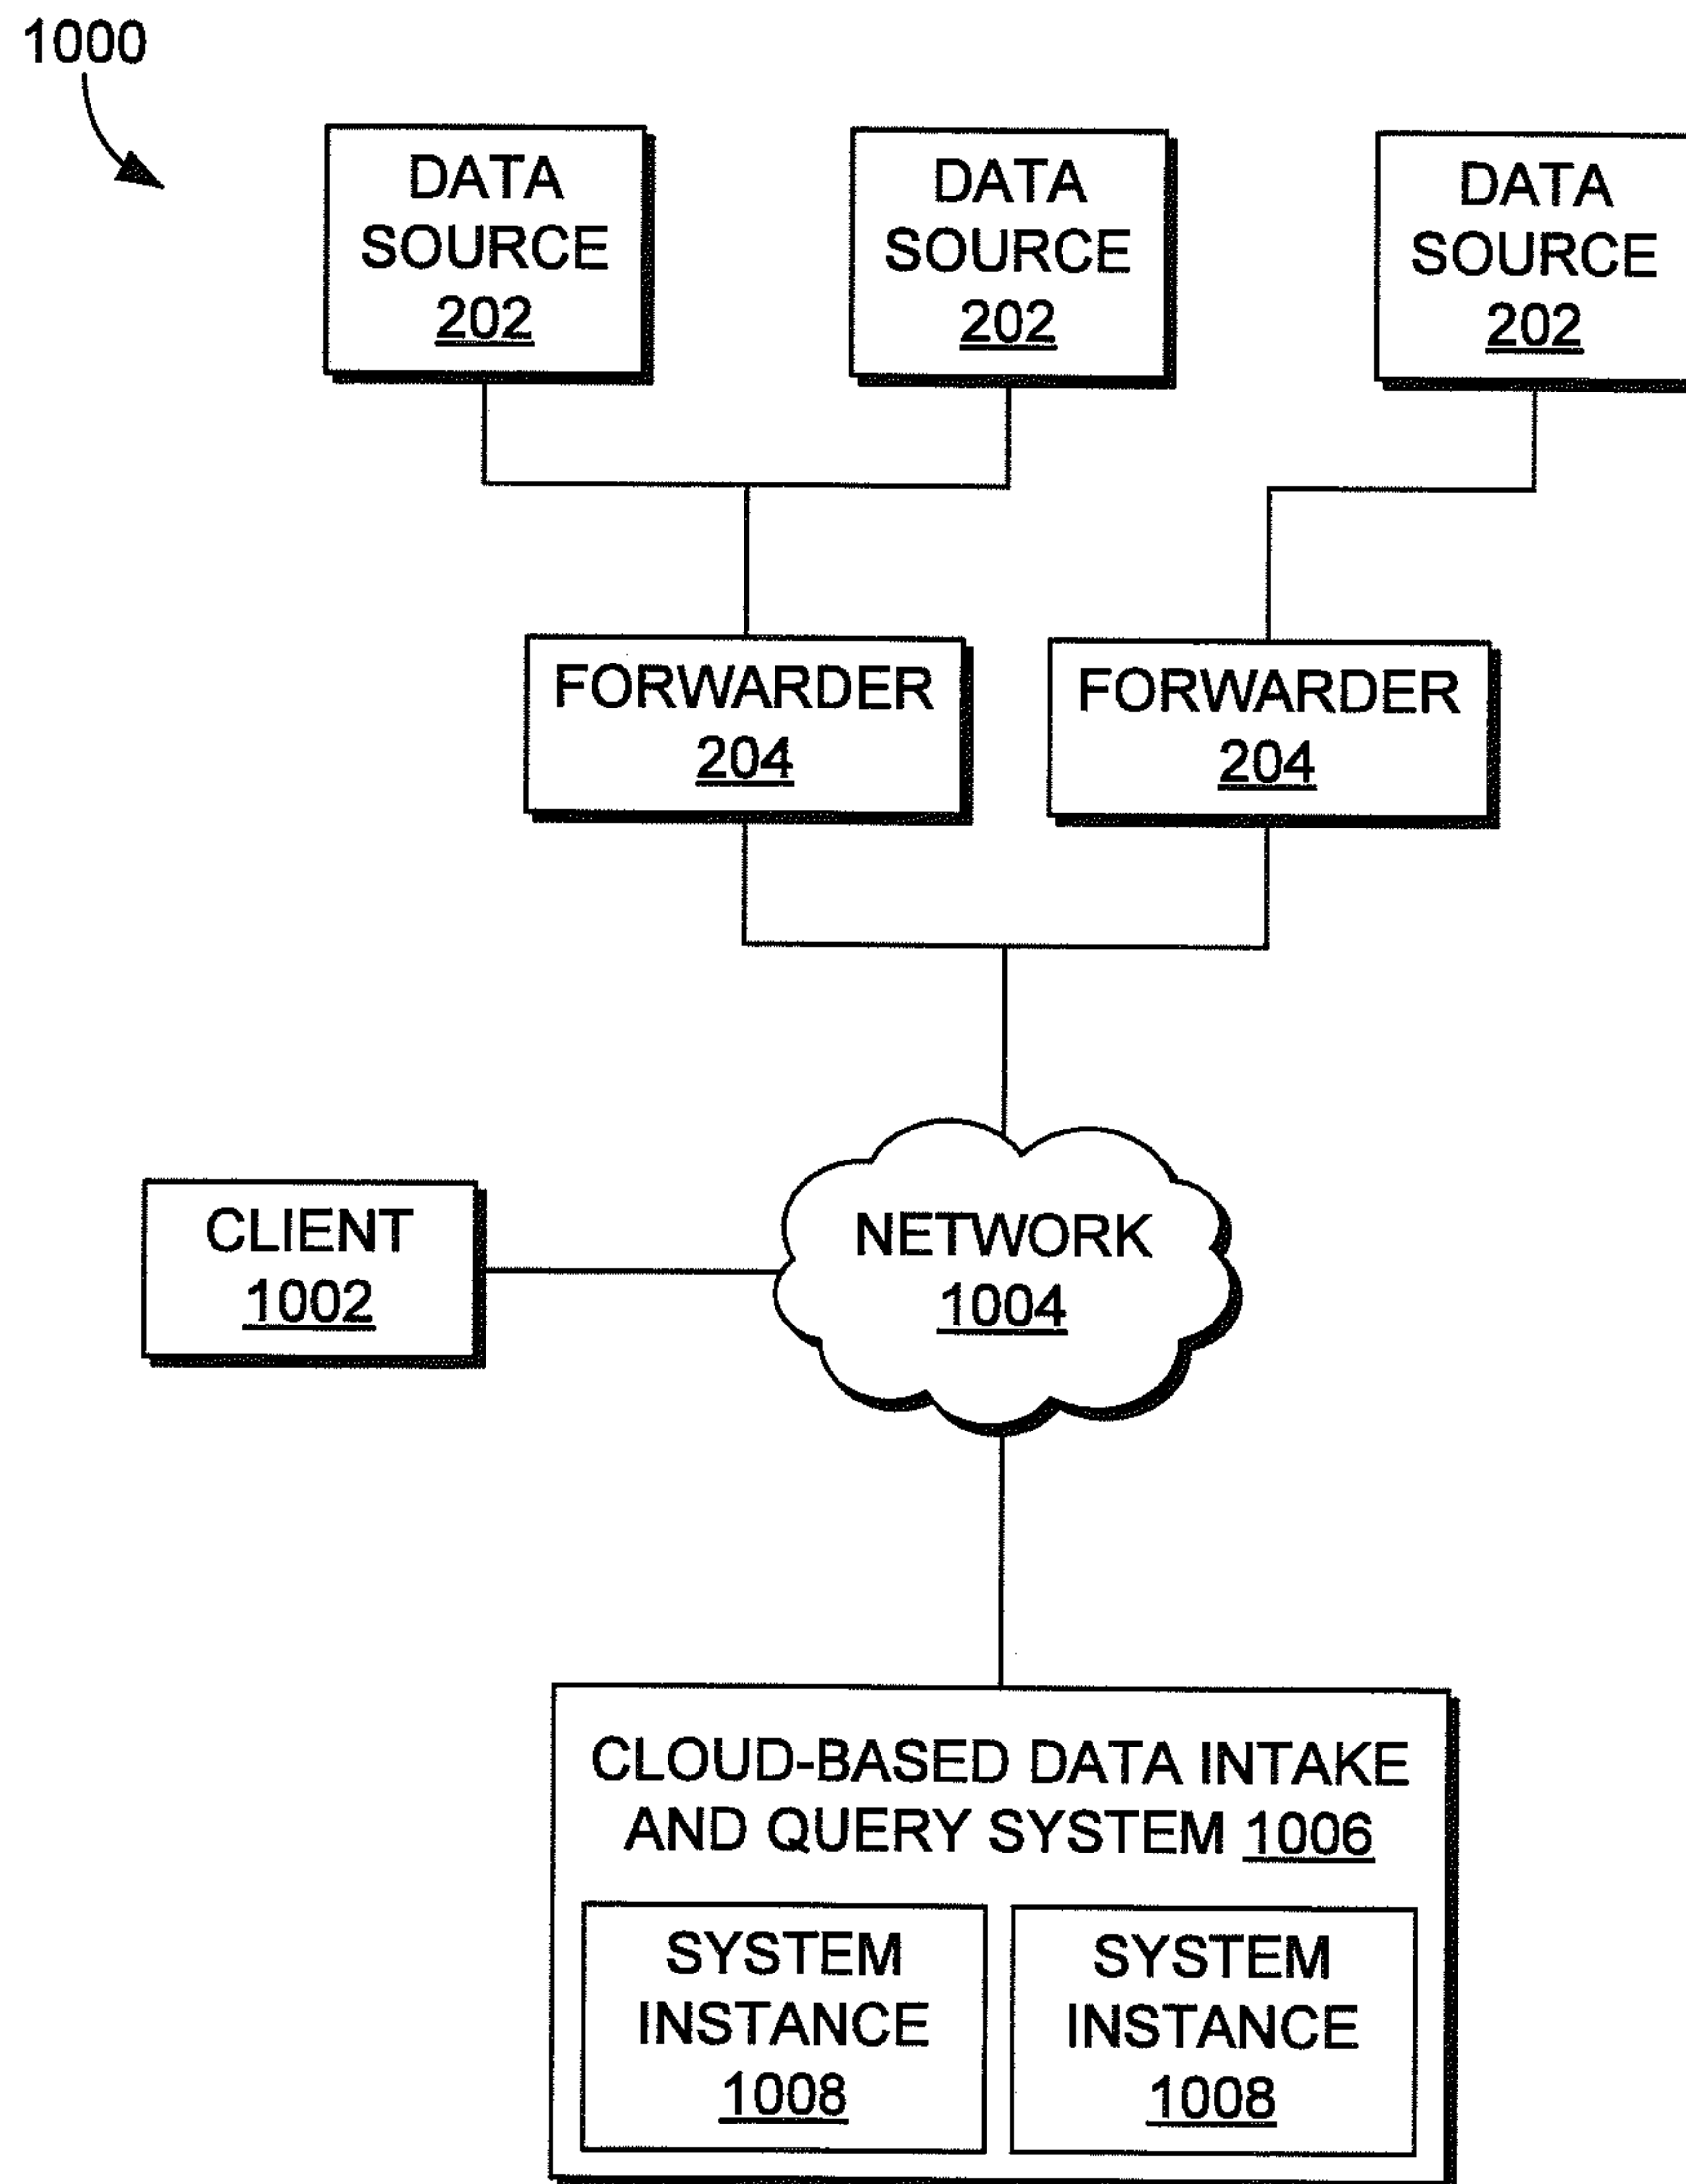 1000
DATA
SOURCE
202
DATA
SOURCE
202
DATA
SOURCE
202
FORWARDER
204
FORWARDER
204
CLIENT
1002
NETWORK
1004
CLOUD-BASED DATA INTAKE
AND QUERY SYSTEM 1006
SYSTEM
INSTANCE
1008
SYSTEM
INSTANCE
1008